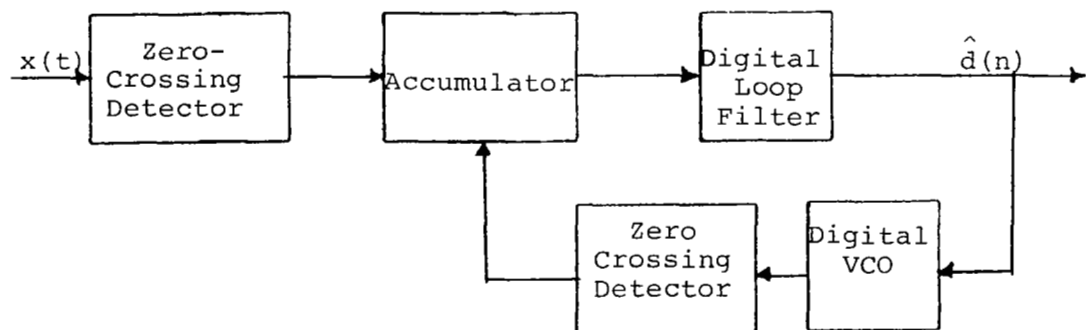 x(t)
Zero-
Crossing
Detector
Accumulator
Digital
Loop
Filter
^
d(n)
Zero
Crossing
Detector
Digital
VCO